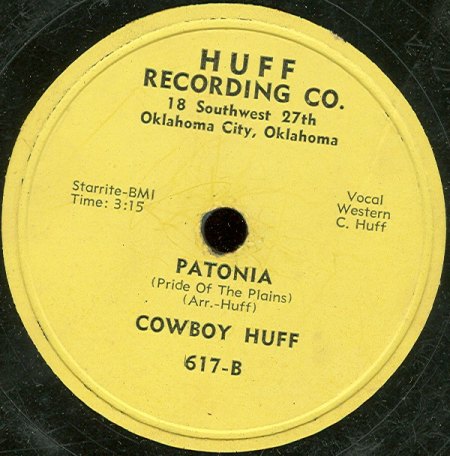 HUFF
RECORDING CO.
18 Southwest 27th
Oklahoma City, Oklahoma
Starrite-BMI
Time: 3:15
Vocal
Western
C. Huff
PATONIA
(Pride Of The Plains)
(Arr.-Huff)
COWBOY HUFF
617-B